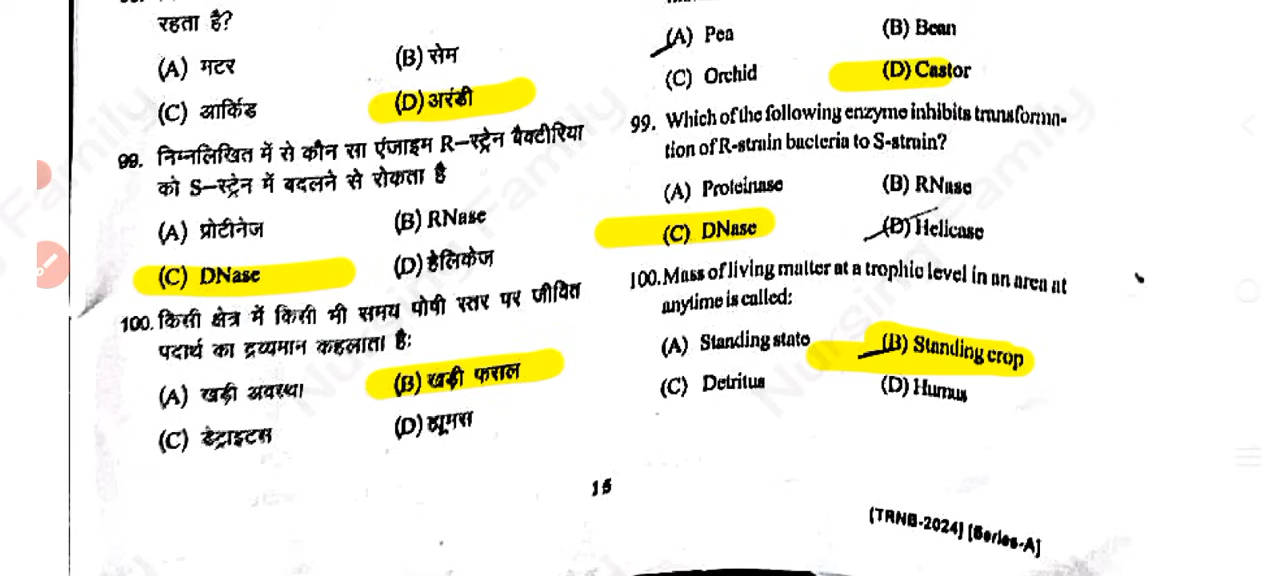 रहता है?
(A) मटर (B) सेम
(C) आर्किड (D) अरंडी
99. निम्नलिखित में से कौन सा एंजाइम R–स्ट्रेन बैक्टीरिया
को S–स्ट्रेन में बदलने से रोकता है
(A) प्रोटीनेज (B) RNase
(C) DNase (D) हैलिकेज
100. किसी क्षेत्र में किसी भी समय पोषी स्तर पर जीवित
पदार्थ का द्रव्यमान कहलाता है:
(A) खड़ी अवस्था (B) खड़ी फसल
(C) डेट्राइटस (D) ह्यूमस
(A) Pea (B) Bean
(C) Orchid (D) Castor
99. Which of the following enzyme inhibits transforma-
tion of R-strain bacteria to S-strain?
(A) Proteinase (B) RNase
(C) DNase (D) Helicase
100. Mass of living matter at a trophic level in an area at
anytime is called:
(A) Standing state (B) Standing crop
(C) Detritus (D) Humus
15
(TRNB-2024) [Series-A]
Nursing Family